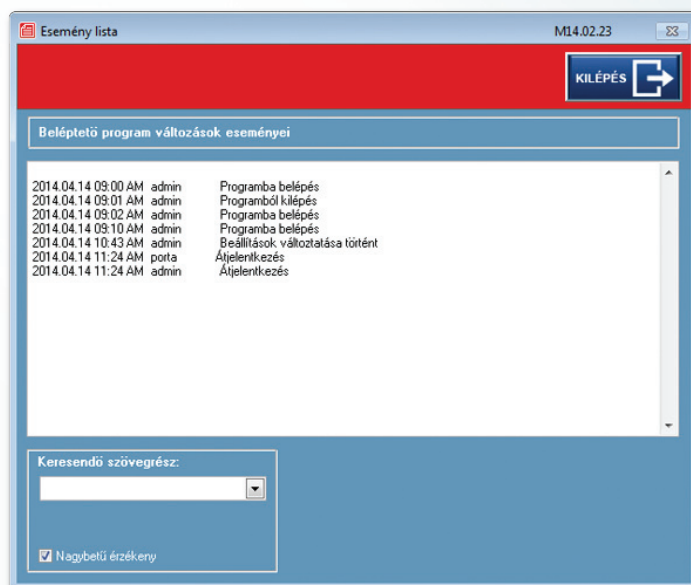 Esemény lista M14.02.23
KILÉPÉS
Beléptetö program változások eseményei
2014.04.14 09:00 AM admin Programba belépés
2014.04.14 09:01 AM admin Programból kilépés
2014.04.14 09:02 AM admin Programba belépés
2014.04.14 09:10 AM admin Programba belépés
2014.04.14 10:43 AM admin Beállítások változtatása történt
2014.04.14 11:24 AM porta Átjelentkezés
2014.04.14 11:24 AM admin Átjelentkezés
Keresendö szövegrész:
Nagybetű érzékeny